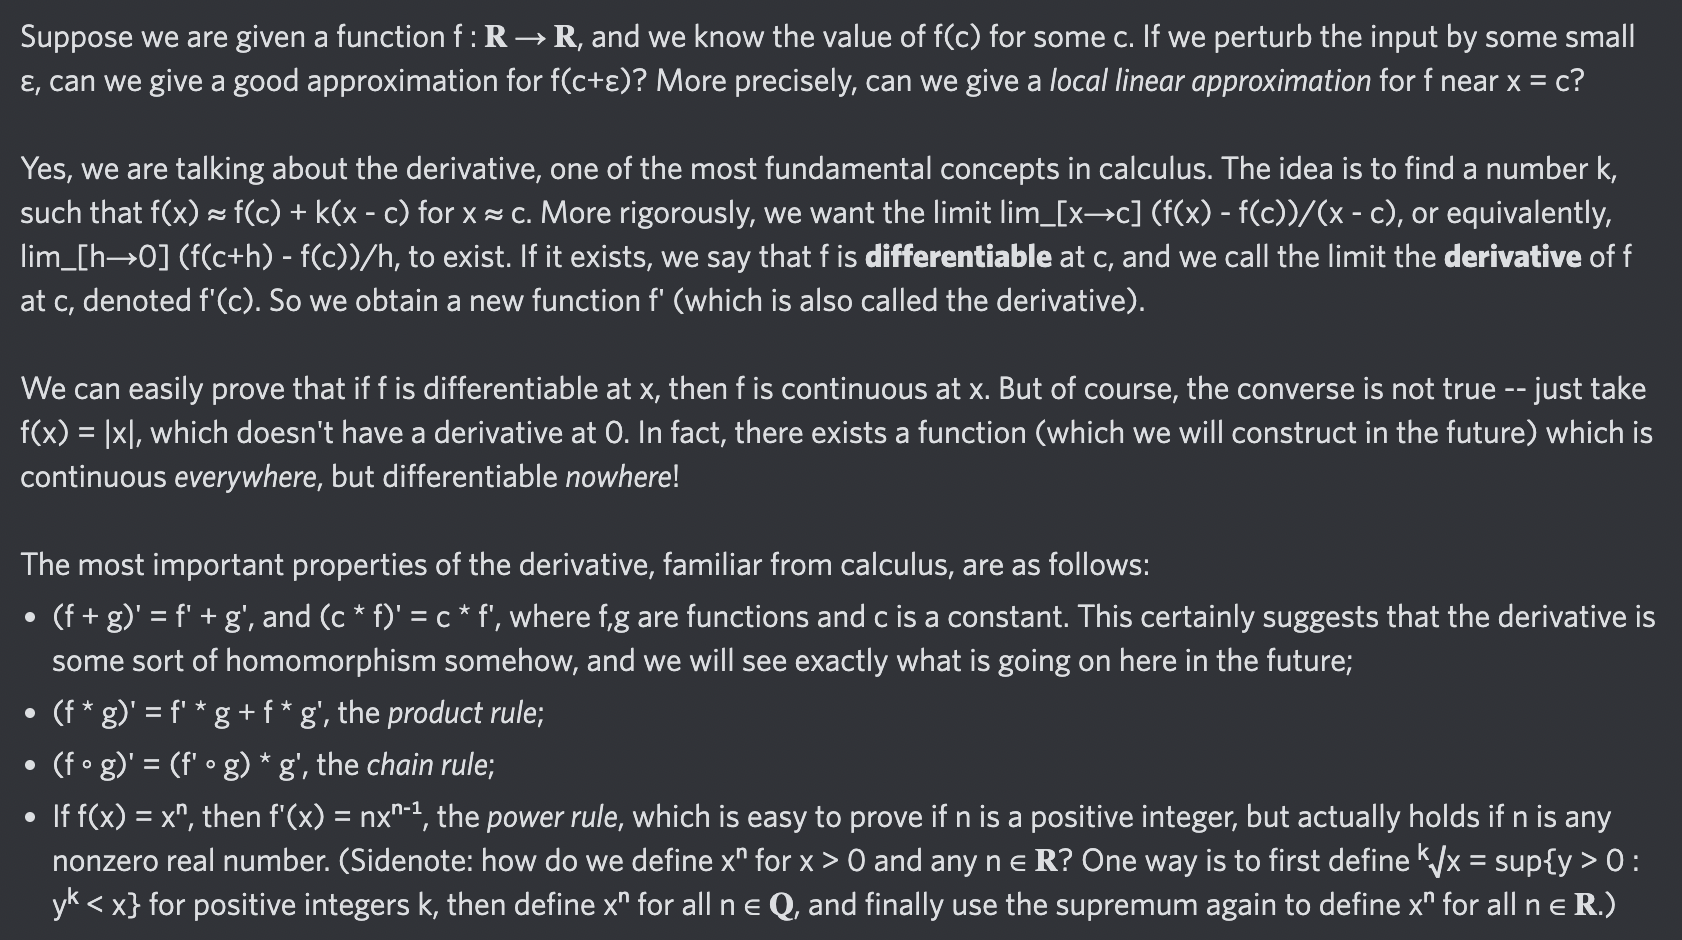 Suppose we are given a function f : ℝ → ℝ, and we know the value of f(c) for some c. If we perturb the input by some small
ε, can we give a good approximation for f(c+ε)? More precisely, can we give a local linear approximation for f near x = c?
Yes, we are talking about the derivative, one of the most fundamental concepts in calculus. The idea is to find a number k,
such that f(x) ≈ f(c) + k(x - c) for x ≈ c. More rigorously, we want the limit lim_[x→c] (f(x) - f(c))/(x - c), or equivalently,
lim_[h→0] (f(c+h) - f(c))/h, to exist. If it exists, we say that f is differentiable at c, and we call the limit the derivative of f
at c, denoted f'(c). So we obtain a new function f' (which is also called the derivative).
We can easily prove that if f is differentiable at x, then f is continuous at x. But of course, the converse is not true -- just take
f(x) = |x|, which doesn't have a derivative at 0. In fact, there exists a function (which we will construct in the future) which is
continuous everywhere, but differentiable nowhere!
The most important properties of the derivative, familiar from calculus, are as follows:
• (f + g)' = f' + g', and (c * f)' = c * f', where f,g are functions and c is a constant. This certainly suggests that the derivative is
some sort of homomorphism somehow, and we will see exactly what is going on here in the future;
• (f * g)' = f' * g + f * g', the product rule;
• (f ∘ g)' = (f' ∘ g) * g', the chain rule;
• If f(x) = xⁿ, then f'(x) = nxⁿ⁻¹, the power rule, which is easy to prove if n is a positive integer, but actually holds if n is any
nonzero real number. (Sidenote: how do we define xⁿ for x > 0 and any n ∈ ℝ? One way is to first define ᵏ√x = sup{y > 0 :
yᵏ < x} for positive integers k, then define xⁿ for all n ∈ ℚ, and finally use the supremum again to define xⁿ for all n ∈ ℝ.)